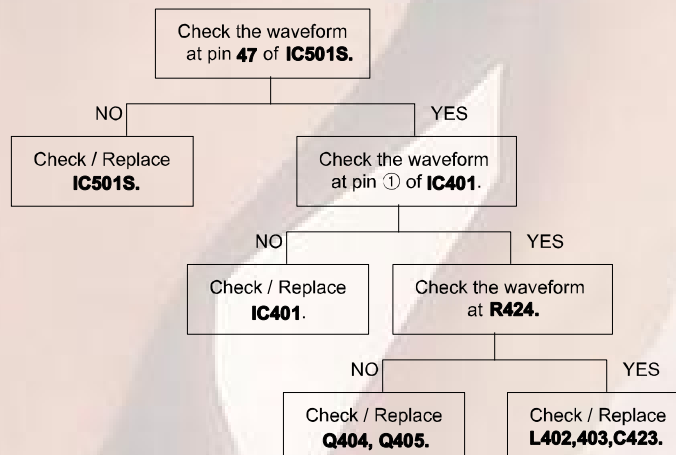 Check the waveform
at pin 47 of IC501S.
NO
YES
Check / Replace
IC501S.
Check the waveform
at pin ① of IC401.
NO
YES
Check / Replace
IC401.
Check the waveform
at R424.
NO
YES
Check / Replace
Q404, Q405.
Check / Replace
L402,403,C423.